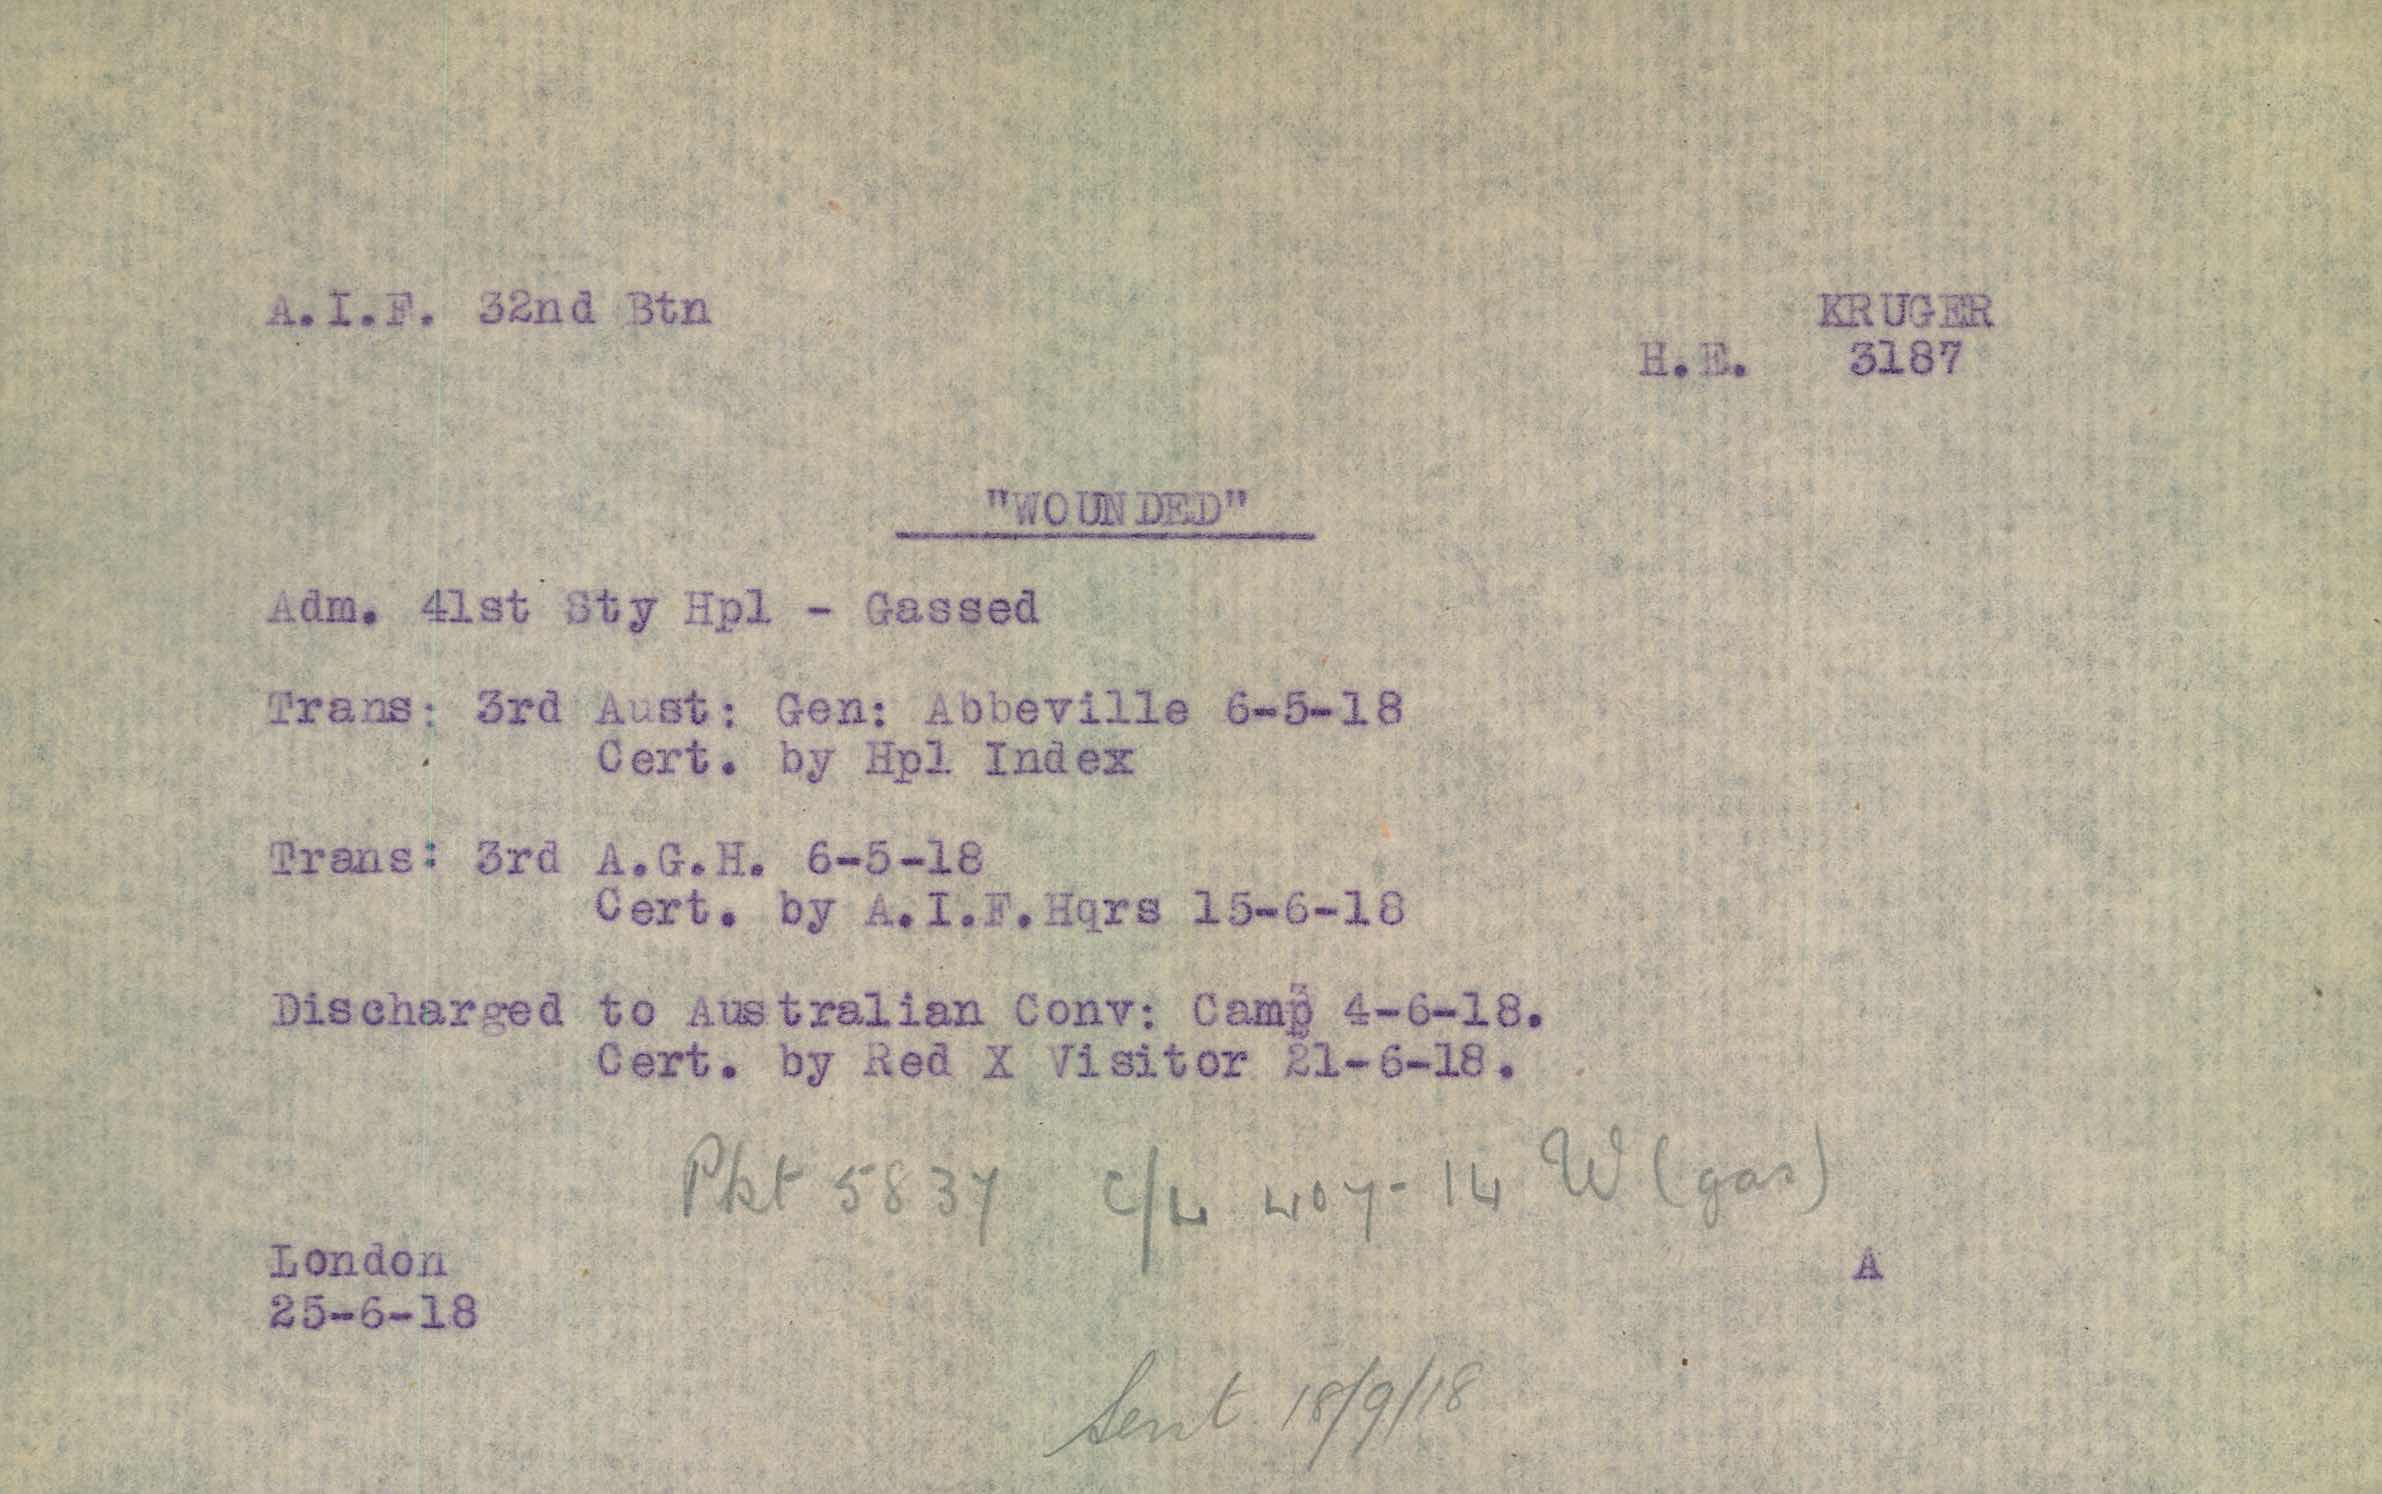 A.I.F. 32nd Btn KRUGER
H.E. 3187
"WOUNDED"
Adm. 41st Sty Hpl - Gassed
Trans: 3rd Aust: Gen: Abbeville 6-5-18
Cert. by Hpl Index
Trans: 3rd A.G.H. 6-5-18
Cert. by A.I.F.Hqrs 15-6-18
Discharged to Australian Conv: Camp 4-6-18.
Cert. by Red X Visitor 21-6-18.
Pkt 5837 C/L 407-14 W (gas)
London A
25-6-18
Sent 18/9/18